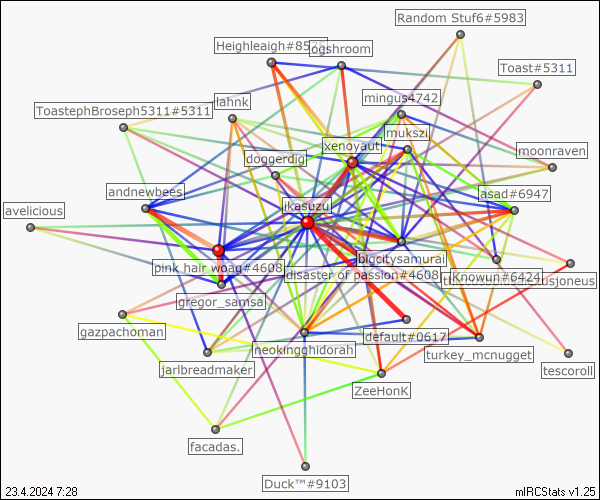 Random Stuf6#5983
Heighleaigh#85
ogshroom
Toast#5311
mingus4742
ToastephBroseph5311#5311
lahnk
mukszi
xenoyaut
doggerdig
moonraven
andnewbees
asad#6947
ikasuzu
avelicious
bigcitysamurai
pink hair woag#4608
disaster of passion#4608
Knowun#6424
usjoneus
gregor_samsa
gazpachoman
default#0617
neokingghidorah
turkey_mcnugget
jarlbreadmaker
tescoroll
ZeeHonK
facadas.
Duck™#9103
23.4.2024 7:28
mIRCStats v1.25